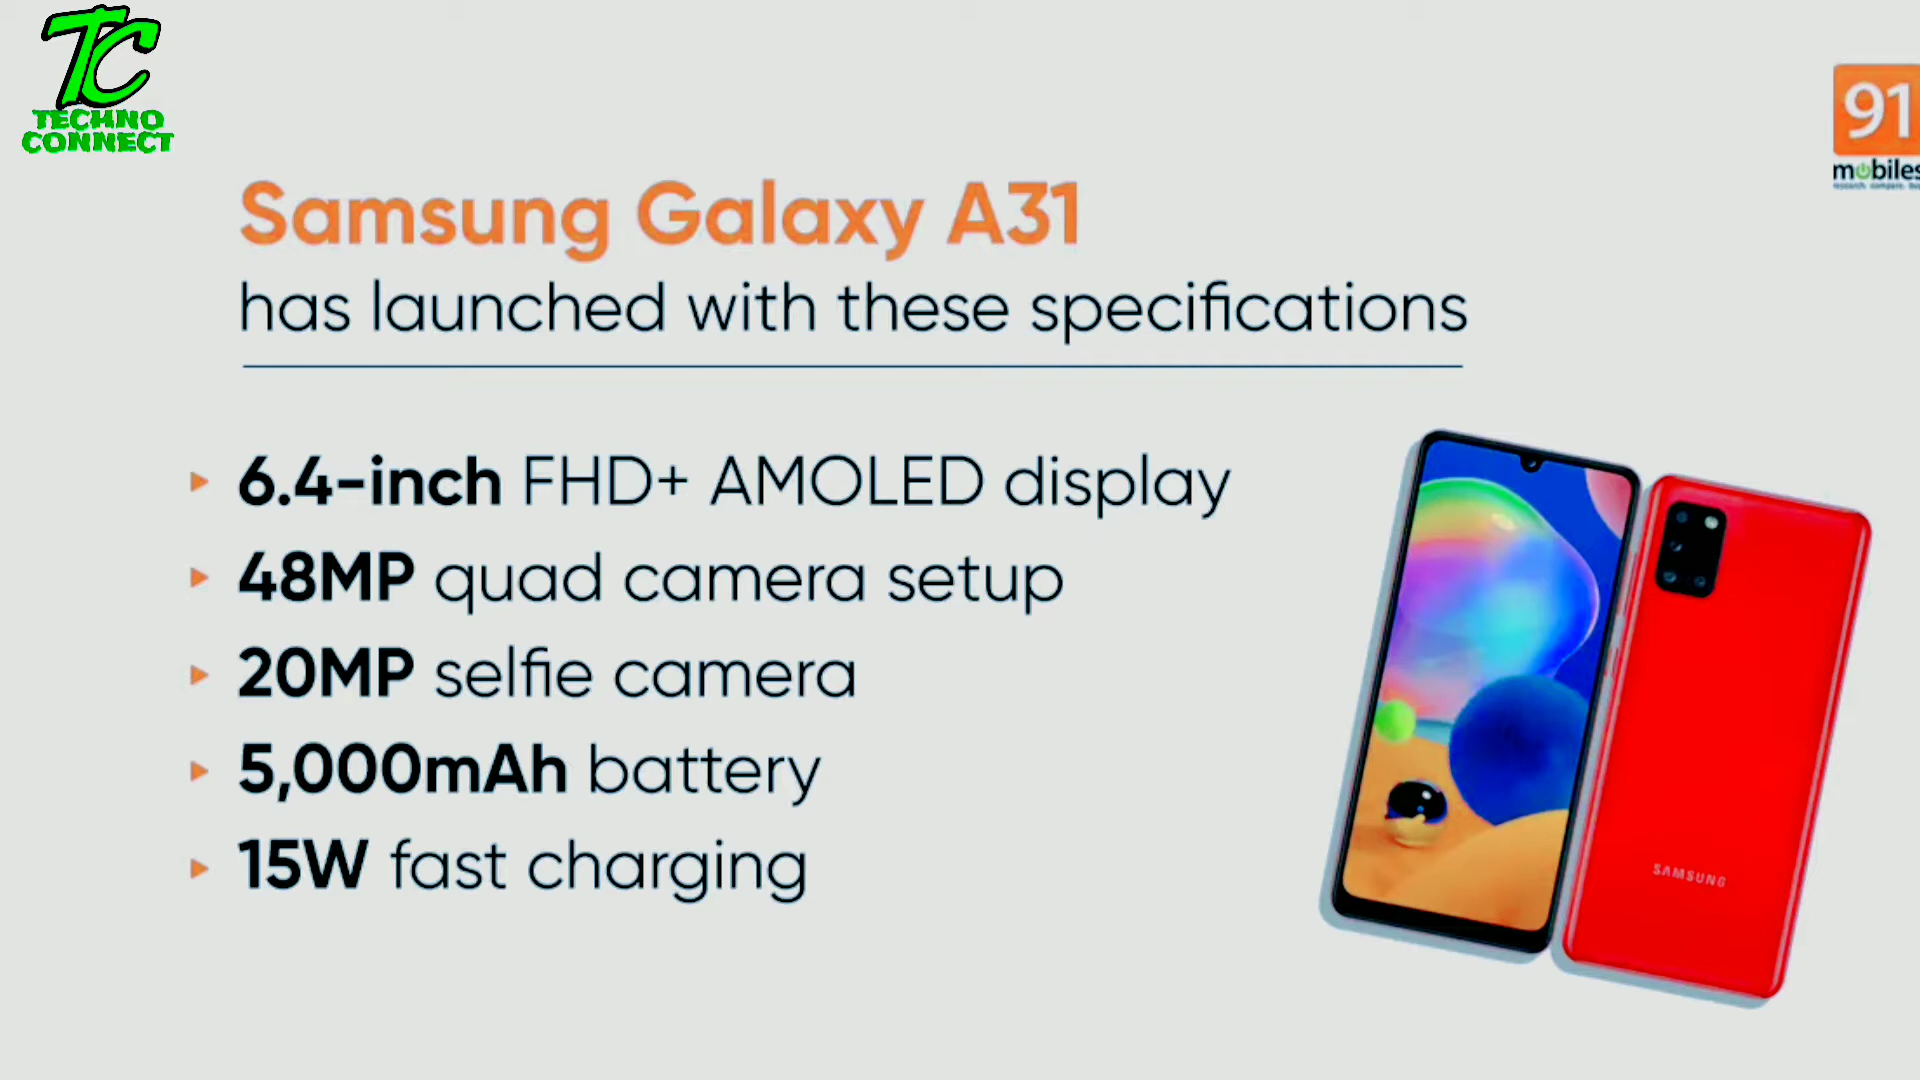 TC
TECHNO
CONNECT
91
mobiles
Samsung Galaxy A31
has launched with these specifications
6.4-inch FHD+ AMOLED display
48MP quad camera setup
20MP selfie camera
5,000mAh battery
15W fast charging
SAMSUNG